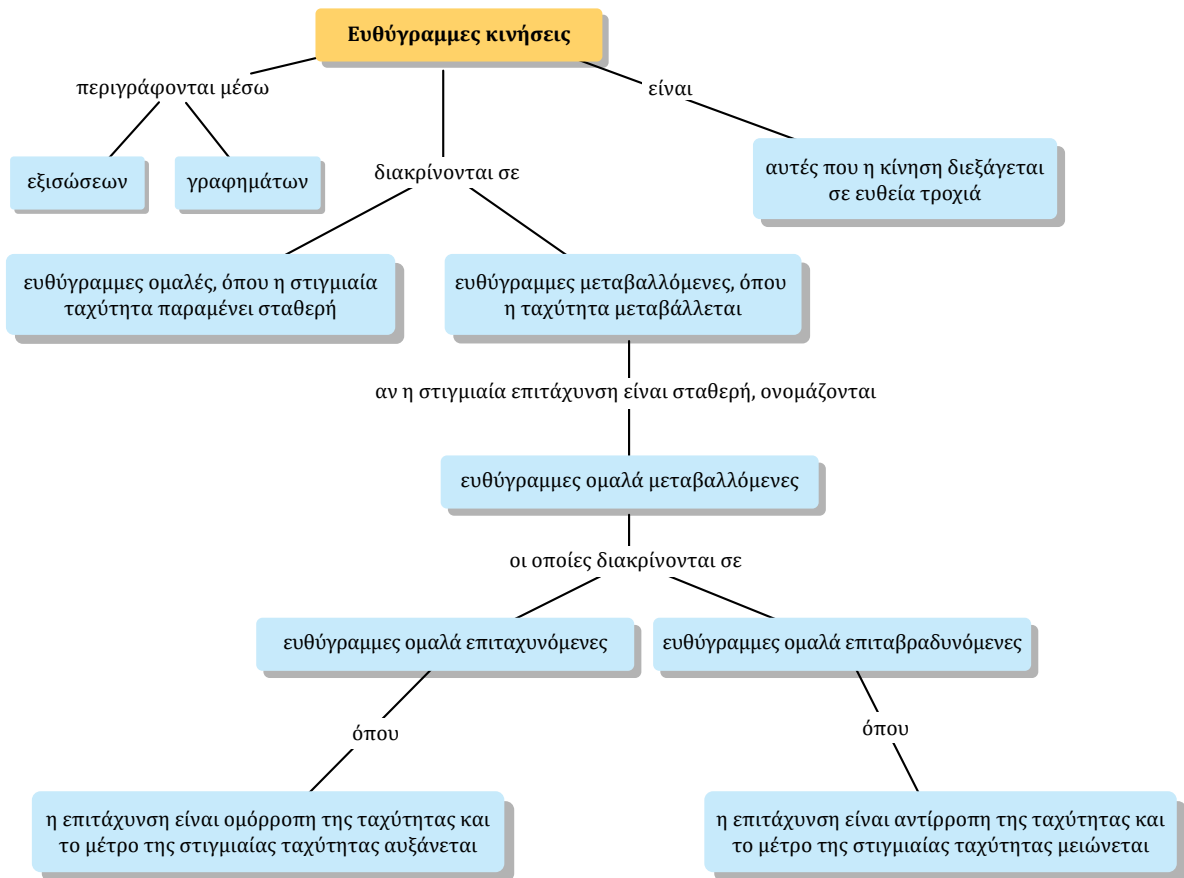 Ευθύγραμμες κινήσεις
περιγράφονται μέσω
είναι
εξισώσεων
γραφημάτων
διακρίνονται σε
αυτές που η κίνηση διεξάγεται
σε ευθεία τροχιά
ευθύγραμμες ομαλές, όπου η στιγμιαία
ταχύτητα παραμένει σταθερή
ευθύγραμμες μεταβαλλόμενες, όπου
η ταχύτητα μεταβάλλεται
αν η στιγμιαία επιτάχυνση είναι σταθερή, ονομάζονται
ευθύγραμμες ομαλά μεταβαλλόμενες
οι οποίες διακρίνονται σε
ευθύγραμμες ομαλά επιταχυνόμενες
ευθύγραμμες ομαλά επιταβραδυνόμενες
όπου
όπου
η επιτάχυνση είναι ομόρροπη της ταχύτητας και
το μέτρο της στιγμιαίας ταχύτητας αυξάνεται
η επιτάχυνση είναι αντίρροπη της ταχύτητας και
το μέτρο της στιγμιαίας ταχύτητας μειώνεται